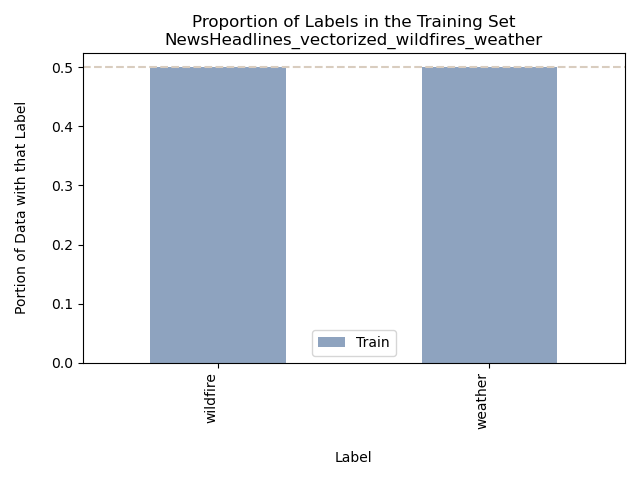 Proportion of Labels in the Training Set
NewsHeadlines_vectorized_wildfires_weather
Portion of Data with that Label
0.5
0.4
0.3
0.2
0.1
0.0
Train
wildfire
weather
Label